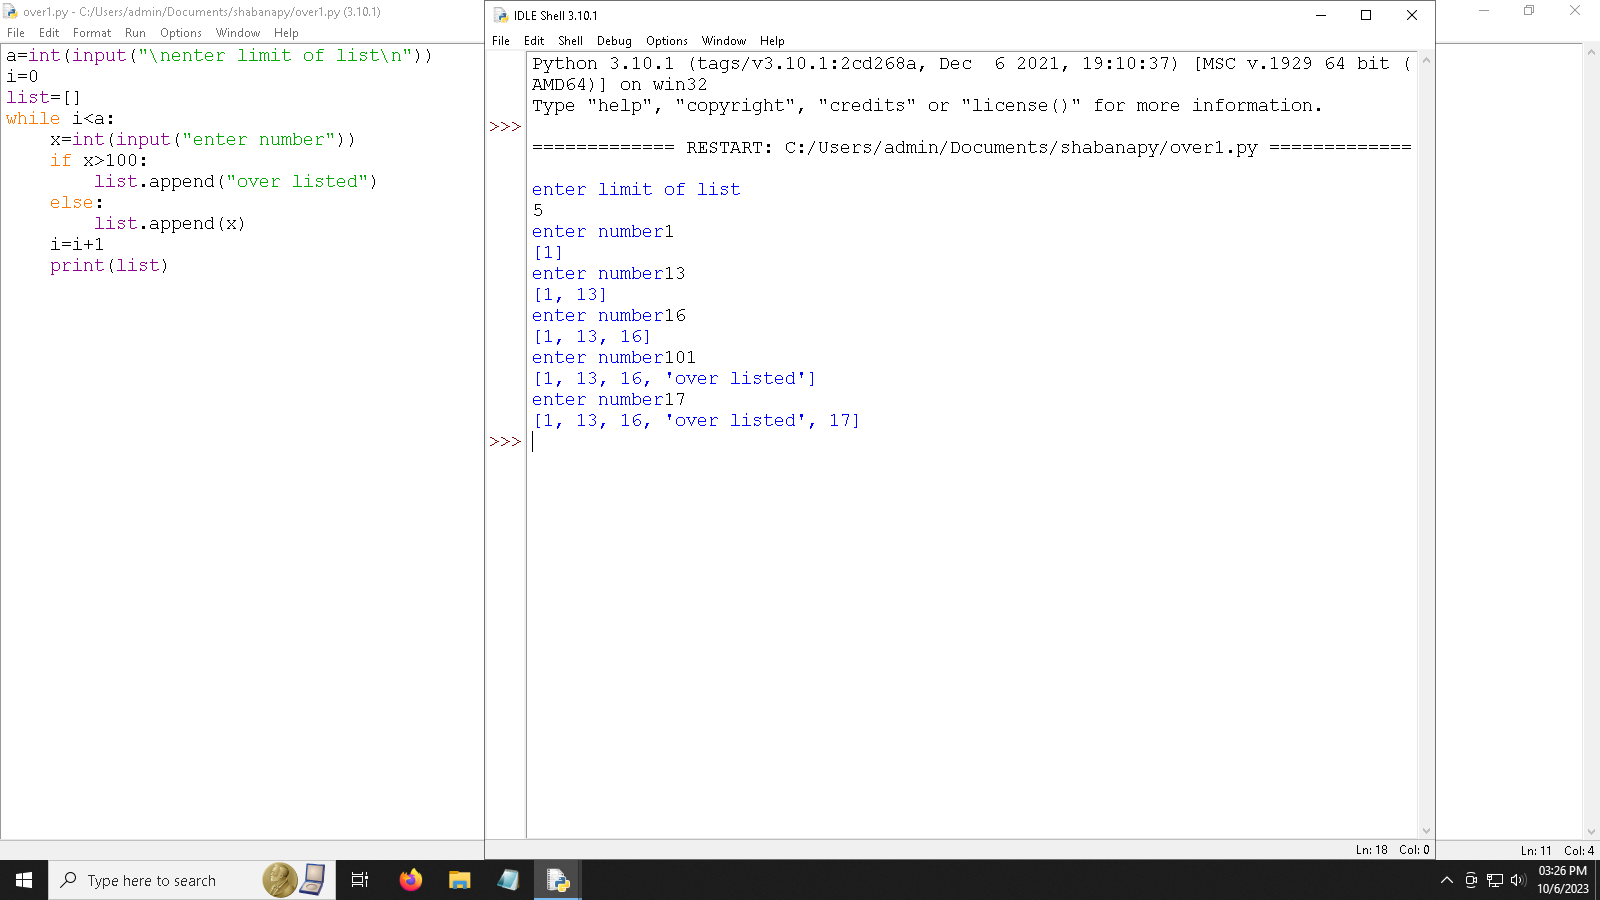 over1.py - C:/Users/admin/Documents/shabanapy/over1.py (3.10.1)
File Edit Format Run Options Window Help
a=int(input("\nenter limit of list\n"))
i=0
list=[]
while i<a:
    x=int(input("enter number"))
    if x>100:
        list.append("over listed")
    else:
        list.append(x)
    i=i+1
    print(list)
IDLE Shell 3.10.1
File Edit Shell Debug Options Window Help
Python 3.10.1 (tags/v3.10.1:2cd268a, Dec  6 2021, 19:10:37) [MSC v.1929 64 bit (
AMD64)] on win32
Type "help", "copyright", "credits" or "license()" for more information.
>>>
============= RESTART: C:/Users/admin/Documents/shabanapy/over1.py =============
enter limit of list
5
enter number1
[1]
enter number13
[1, 13]
enter number16
[1, 13, 16]
enter number101
[1, 13, 16, 'over listed']
enter number17
[1, 13, 16, 'over listed', 17]
>>>
Ln: 18 Col: 0
Ln: 11 Col: 4
Type here to search
03:26 PM
10/6/2023